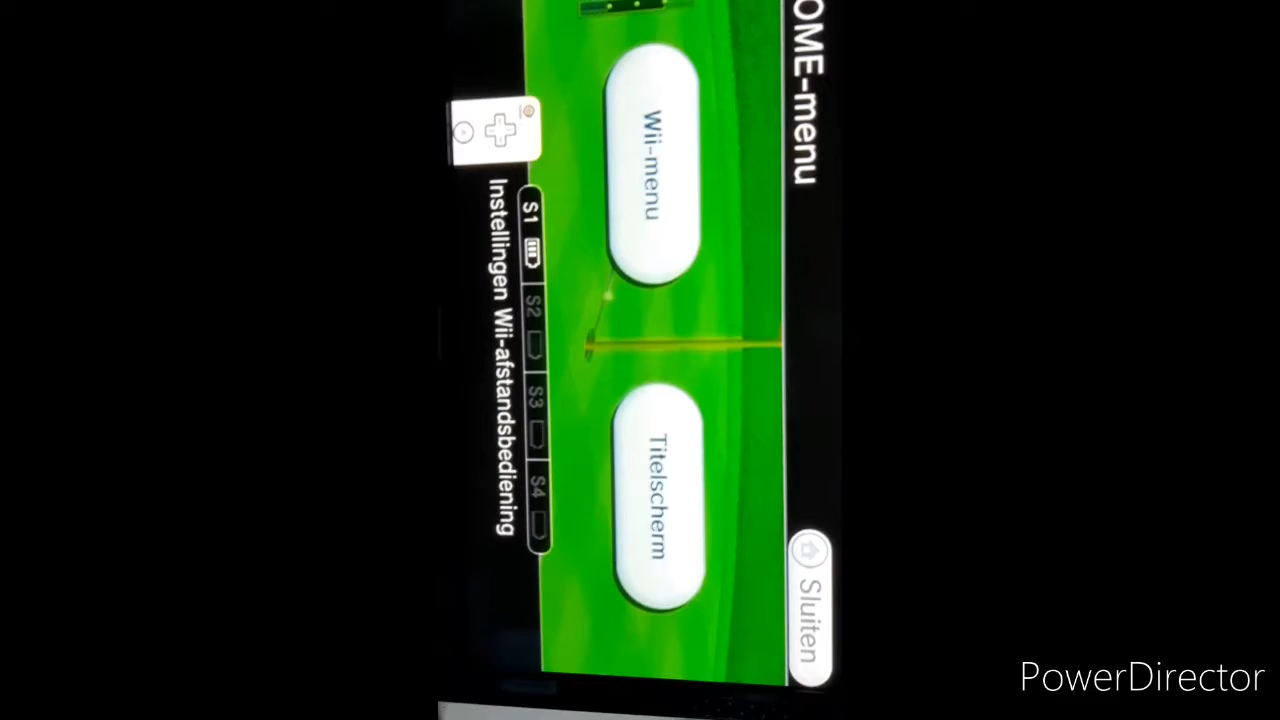 OME-menu
Sluiten
Wii-menu
Titelscherm
S1 S2 S3 S4
Instellingen Wii-afstandsbediening
PowerDirector